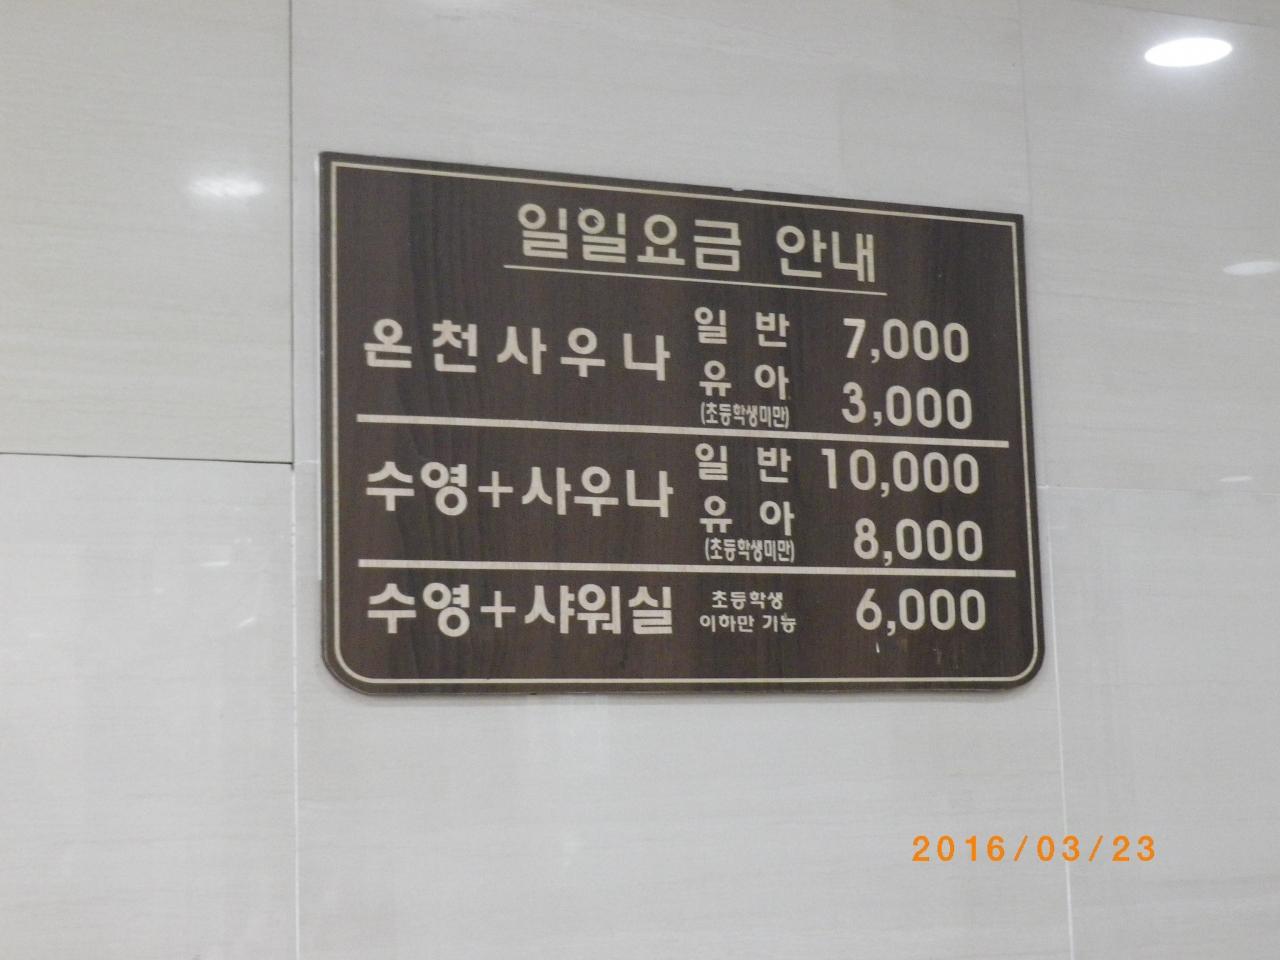 일일요금 안내
온천사우나 일 반 7,000
유 아 3,000
(초등학생미만)
수영+사우나 일 반 10,000
유 아 8,000
(초등학생미만)
수영+샤워실 초등학생 6,000
이하만 기능
2016/03/23